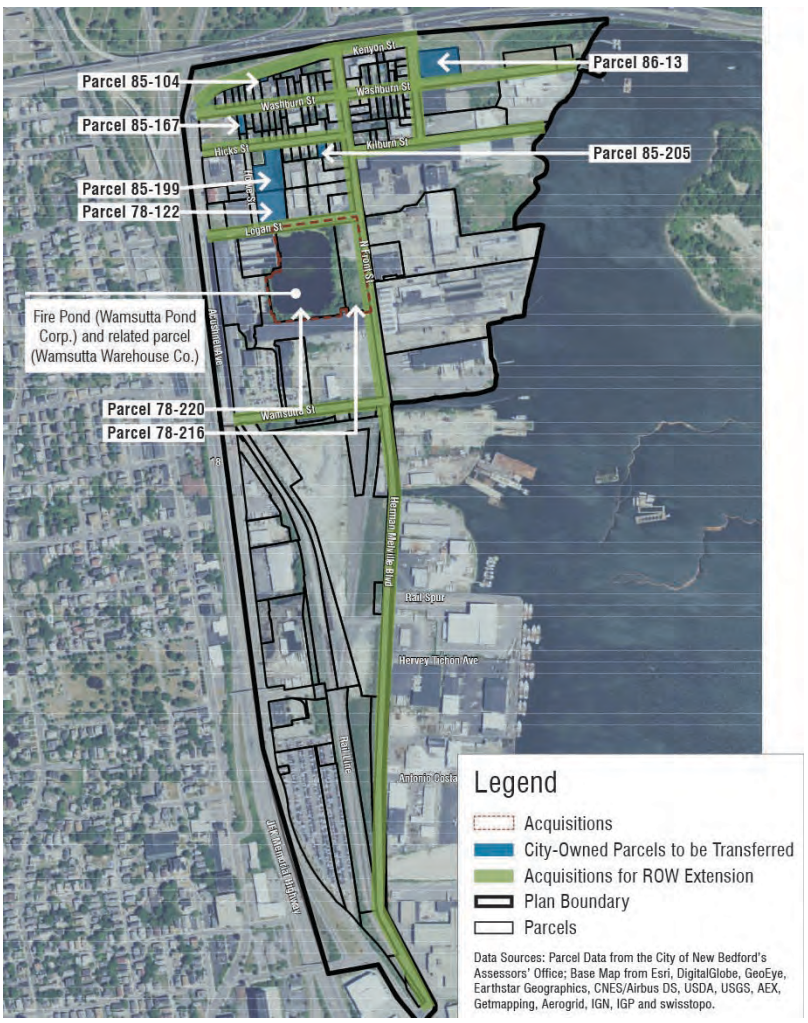 Kenyon St
Parcel 86-13
Parcel 85-104
Washburn St
Washburn St
Parcel 85-167
Hicks St
Kilburn St
Parcel 85-205
Parcel 85-199
Parcel 78-122
Logan St
N Front St
Fire Pond (Wamsutta Pond
Corp.) and related parcel
(Wamsutta Warehouse Co.)
Acushnet Ave
Parcel 78-220
Wamsutta St
Parcel 78-216
18
Herman Melville Blvd
Rail Spur
Hervey Tichon Ave
Rail Line
Antonio Costa
JFK Memorial Highway
Legend
Acquisitions
City-Owned Parcels to be Transferred
Acquisitions for ROW Extension
Plan Boundary
Parcels
Data Sources: Parcel Data from the City of New Bedford's
Assessors' Office; Base Map from Esri, DigitalGlobe, GeoEye,
Earthstar Geographics, CNES/Airbus DS, USDA, USGS, AEX,
Getmapping, Aerogrid, IGN, IGP and swisstopo.